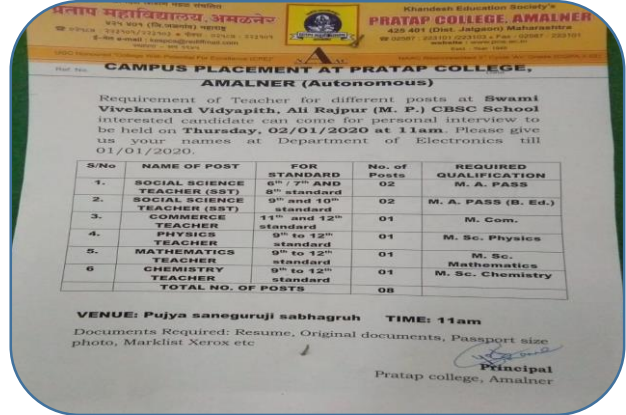 प्रताप महाविद्यालय, अमळनेर
Khandesh Education Society's
PRATAP COLLEGE, AMALNER
425 401 (Dist. Jalgaon) Maharashtra
CAMPUS PLACEMENT AT PRATAP COLLEGE,
AMALNER (Autonomous)
Requirement of Teacher for different posts at Swami
Vivekanand Vidyapith, Ali Rajpur (M. P.) CBSC School
interested candidate can come for personal interview to
be held on Thursday, 02/01/2020 at 11am. Please give
us your names at Department of Electronics till
01/01/2020.
S/No NAME OF POST FOR STANDARD No. of Posts REQUIRED QUALIFICATION
1. SOCIAL SCIENCE TEACHER (SST) 6th / 7th AND 8th standard 02 M. A. PASS
2. SOCIAL SCIENCE TEACHER (SST) 9th and 10th standard 02 M. A. PASS (B. Ed.)
3. COMMERCE TEACHER 11th and 12th standard 01 M. Com.
4. PHYSICS TEACHER 9th to 12th standard 01 M. Sc. Physics
5. MATHEMATICS TEACHER 9th to 12th standard 01 M. Sc. Mathematics
6 CHEMISTRY TEACHER 9th to 12th standard 01 M. Sc. Chemistry
TOTAL NO. OF POSTS 08
VENUE: Pujya saneguruji sabhagruh TIME: 11am
Documents Required: Resume, Original documents, Passport size
photo, Marklist Xerox etc
Principal
Pratap college, Amalner